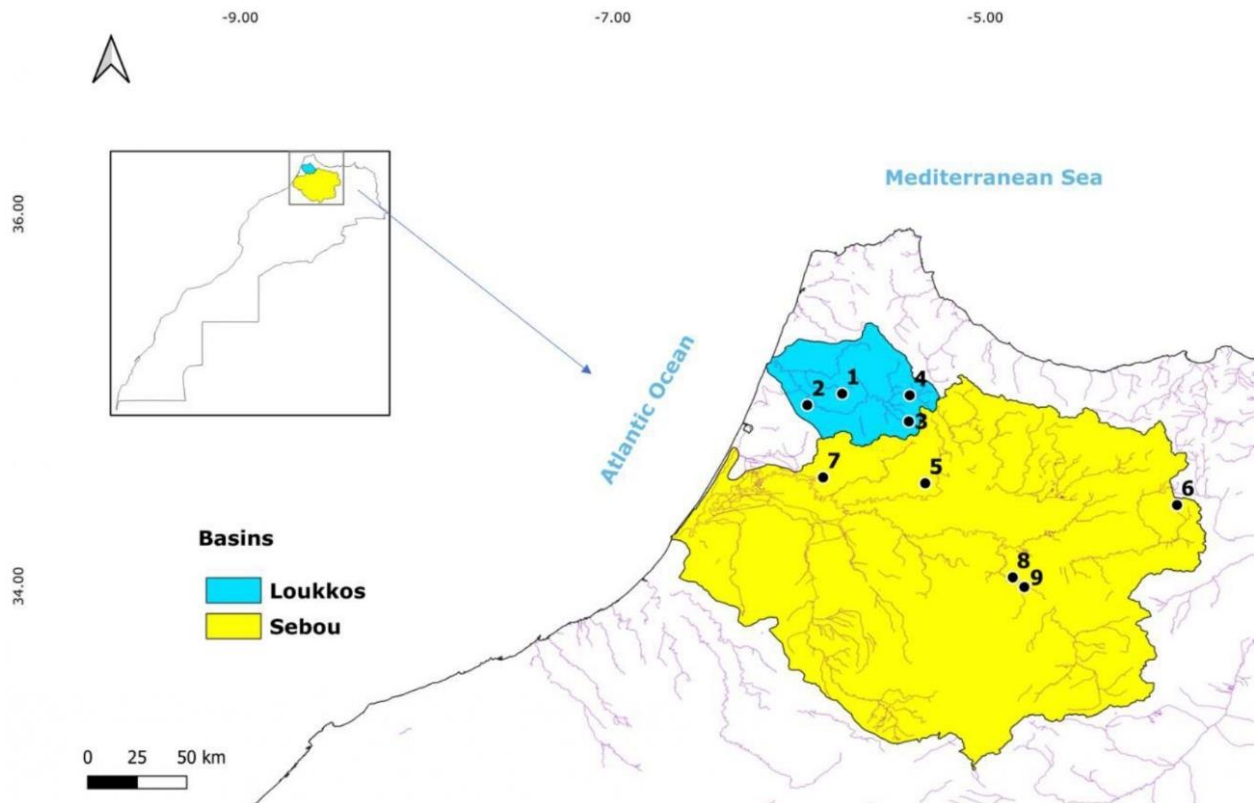 -9.00
-7.00
-5.00
36.00
Mediterranean Sea
Atlantic Ocean
1
2
4
3
7
5
6
8
9
Basins
Loukkos
Sebou
34.00
0 25 50 km